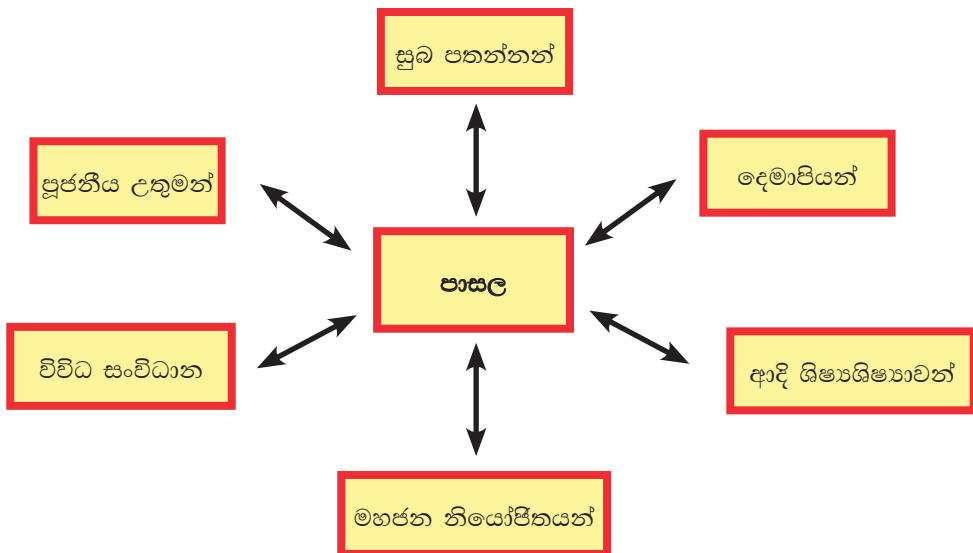 සුබ පතන්නන්
පූජනීය උතුමන්
දෙමාපියන්
පාසල
විවිධ සංවිධාන
ආදි ශිෂ්‍යශිෂ්‍යාවන්
මහජන නියෝජිතයන්